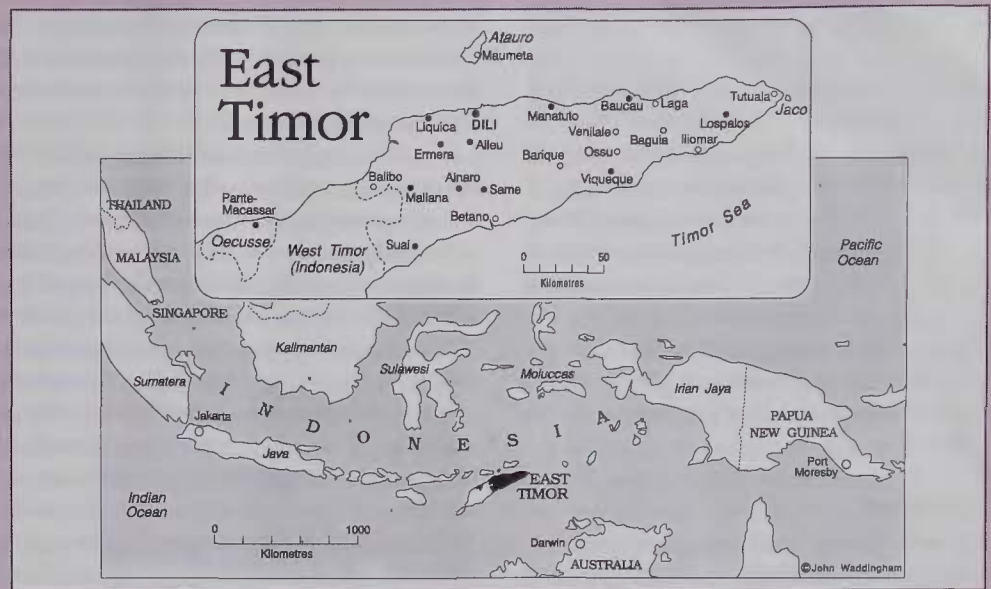 East
Timor
Atauro
Maumeta
Tutuala
Jaco
Baucau
Laga
Manatuto
DILI
Liquica
Lospalos
Venilale
Baguia
Iliomar
Aileu
Ermera
Ossu
Barique
Viqueque
Balibo
Ainaro
Maliana
Same
Betano
Pante-
Macassar
Oecusse
West Timor
(Indonesia)
Suai
Timor Sea
0 50
Kilometres
THAILAND
MALAYSIA
SINGAPORE
Pacific
Ocean
Kalimantan
Sumatera
Sulawesi
Moluccas
Irian Jaya
INDONESIA
Jakarta
Java
PAPUA
NEW GUINEA
Port
Moresby
EAST
TIMOR
Indian
Ocean
0 1000
Kilometres
Darwin
AUSTRALIA
©John Waddingham